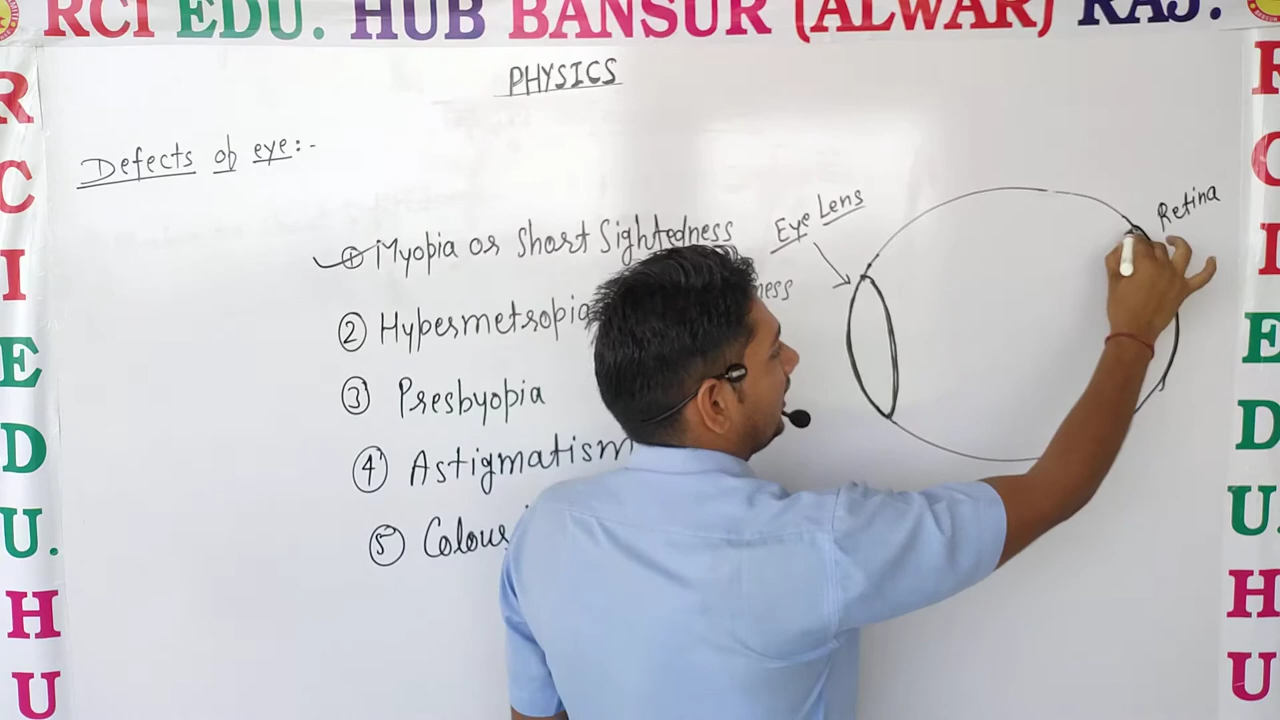 RCI EDU. HUB BANSUR (ALWAR) RAJ.
PHYSICS
Defects of eye:-
① Myopia or Short Sightedness
② Hypermetropia
③ Presbyopia
④ Astigmatism
⑤ Colour
Eye Lens
Retina
R C I E D U. H U
R C I E D U. H U